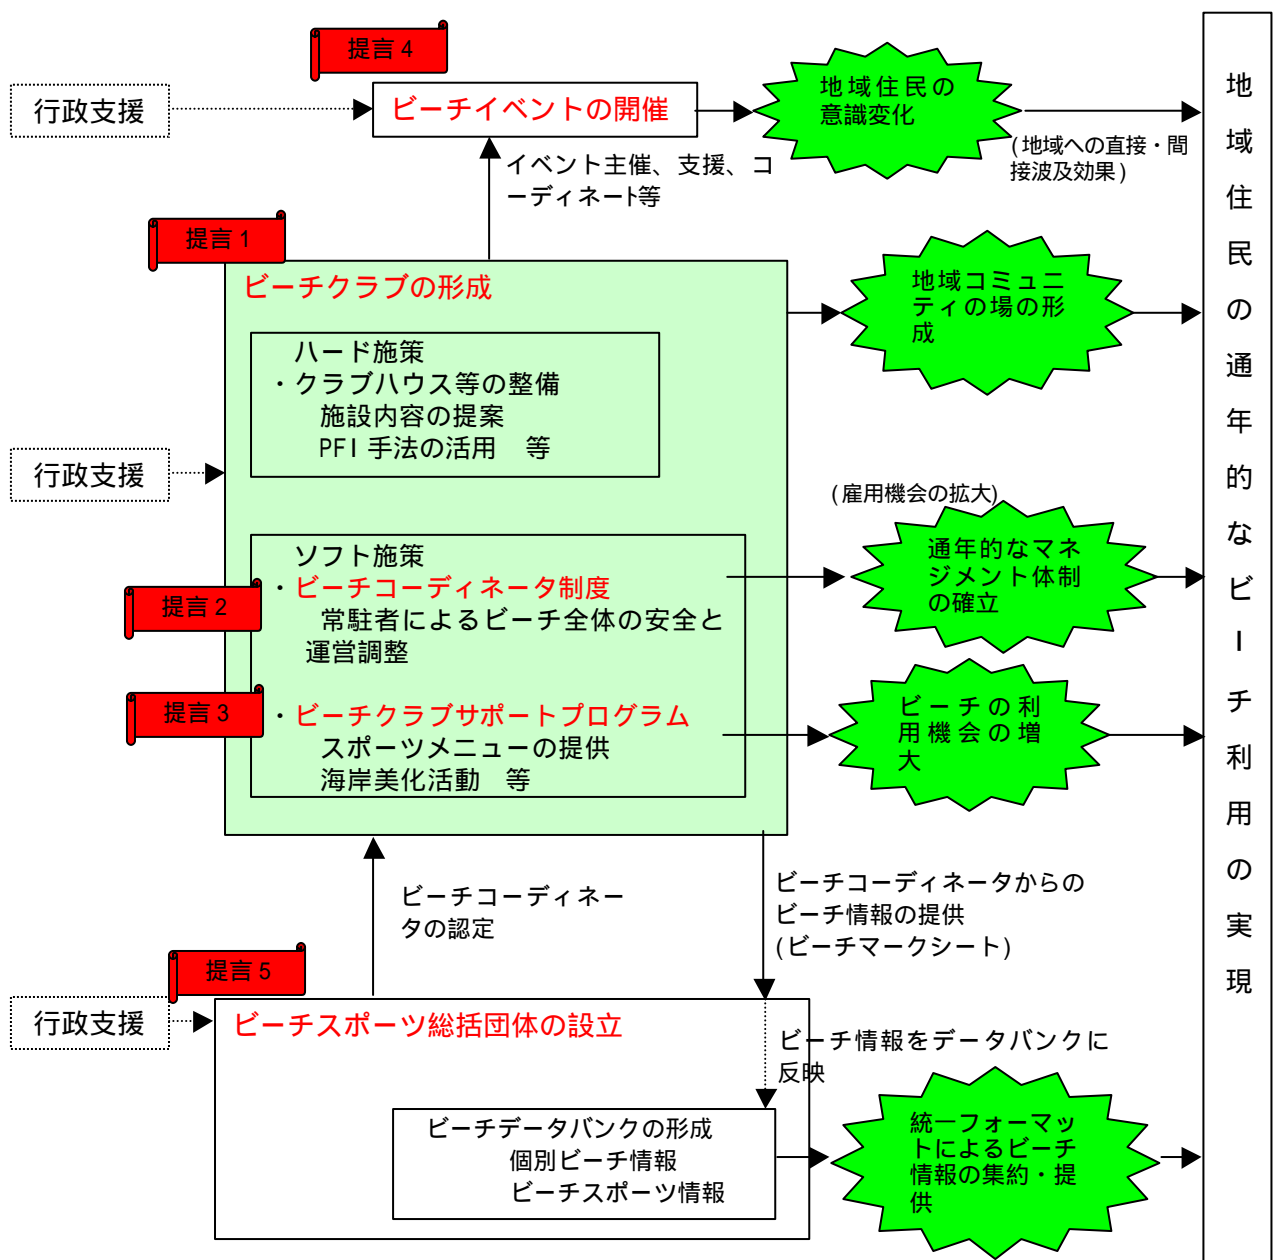 提言４
行政支援
ビーチイベントの開催
地域住民の
意識変化
(地域への直接・間
接波及効果)
イベント主催、支援、コ
ーディネート等
提言１
ビーチクラブの形成
ハード施策
・クラブハウス等の整備
施設内容の提案
PFI 手法の活用　等
行政支援
地域コミュニ
ティの場の形
成
ソフト施策
提言２
・ビーチコーディネータ制度
常駐者によるビーチ全体の安全と
運営調整
(雇用機会の拡大)
通年的なマネ
ジメント体制
の確立
提言３
・ビーチクラブサポートプログラム
スポーツメニューの提供
海岸美化活動　等
ビーチの利
用機会の増
大
ビーチコーディネー
タの認定
ビーチコーディネータからの
ビーチ情報の提供
(ビーチマークシート)
提言５
行政支援
ビーチスポーツ総括団体の設立
ビーチ情報をデータバンクに
反映
ビーチデータバンクの形成
個別ビーチ情報
ビーチスポーツ情報
統一フォーマッ
トによるビーチ
情報の集約・提
供
地域住民の通年的なビーチ利用の実現